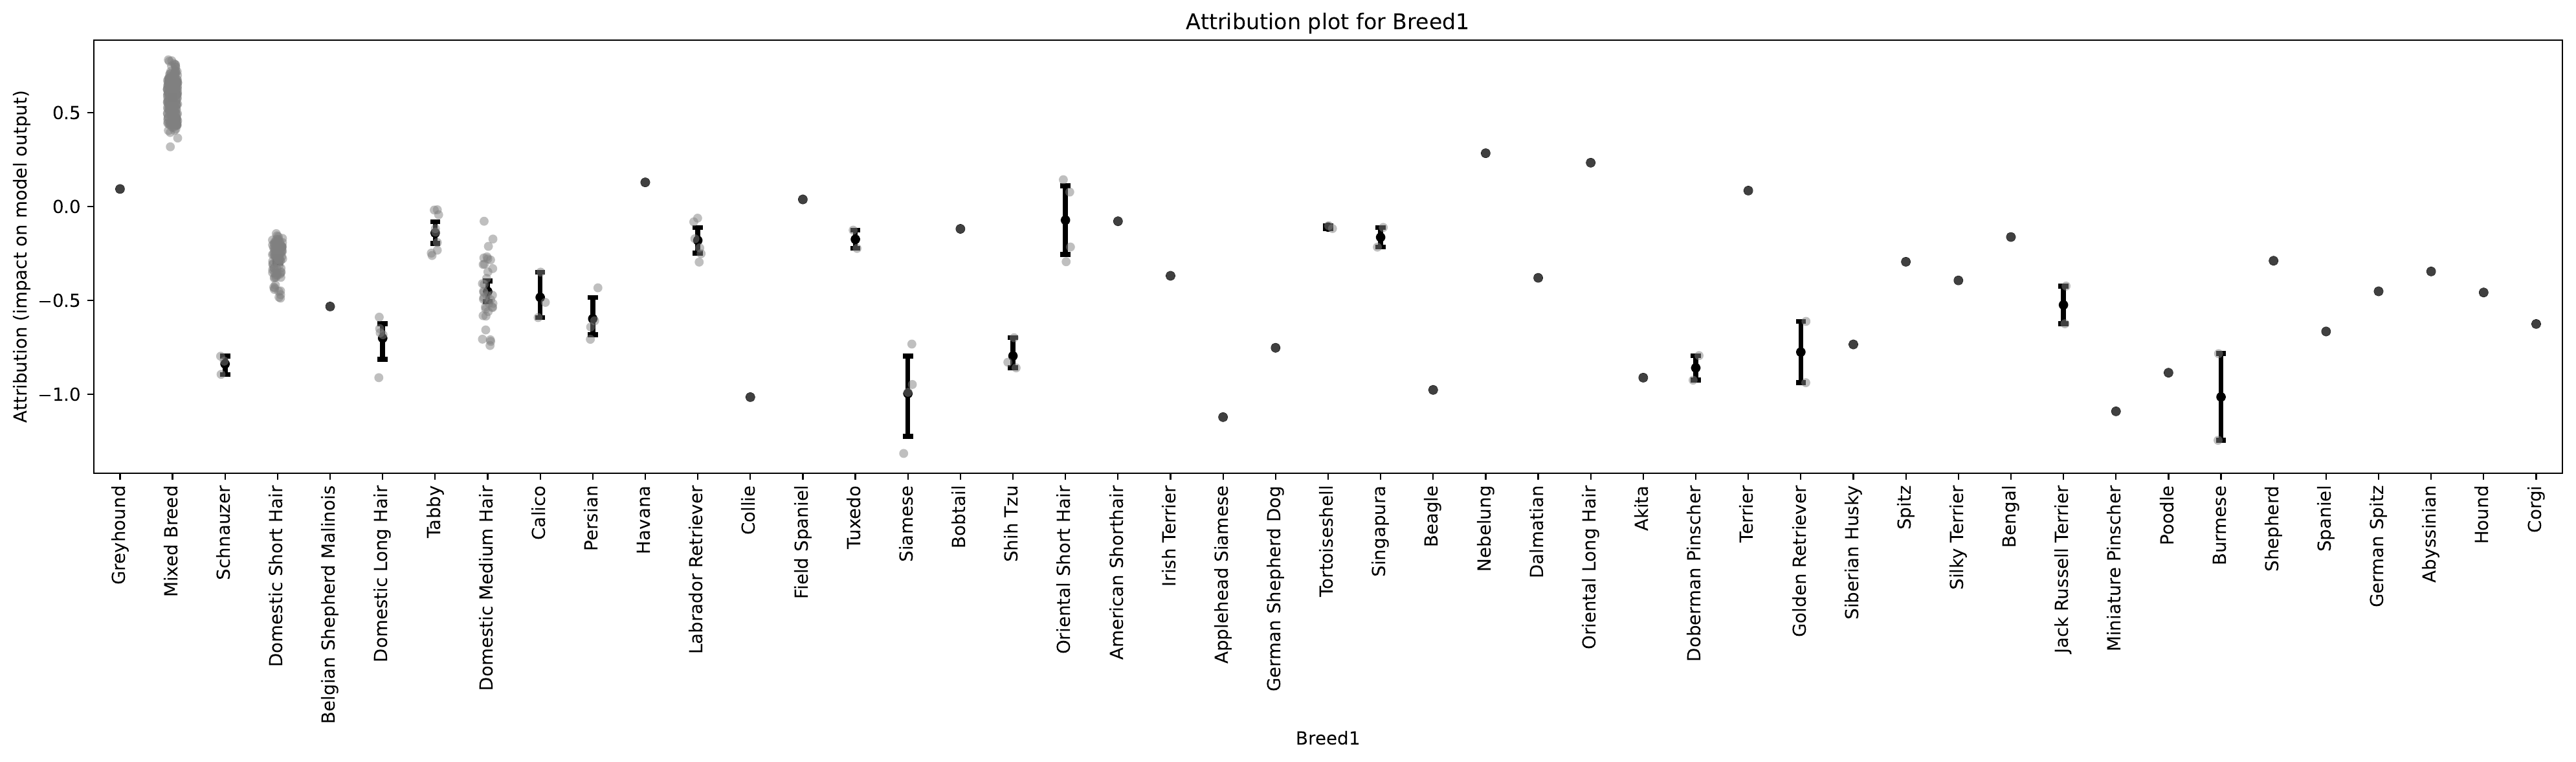 Attribution plot for Breed1
Attribution (impact on model output)
0.5
0.0
−0.5
−1.0
Greyhound
Mixed Breed
Schnauzer
Domestic Short Hair
Belgian Shepherd Malinois
Domestic Long Hair
Tabby
Domestic Medium Hair
Calico
Persian
Havana
Labrador Retriever
Collie
Field Spaniel
Tuxedo
Siamese
Bobtail
Shih Tzu
Oriental Short Hair
American Shorthair
Irish Terrier
Applehead Siamese
German Shepherd Dog
Tortoiseshell
Singapura
Beagle
Nebelung
Dalmatian
Oriental Long Hair
Akita
Doberman Pinscher
Terrier
Golden Retriever
Siberian Husky
Spitz
Silky Terrier
Bengal
Jack Russell Terrier
Miniature Pinscher
Poodle
Burmese
Shepherd
Spaniel
German Spitz
Abyssinian
Hound
Corgi
Breed1